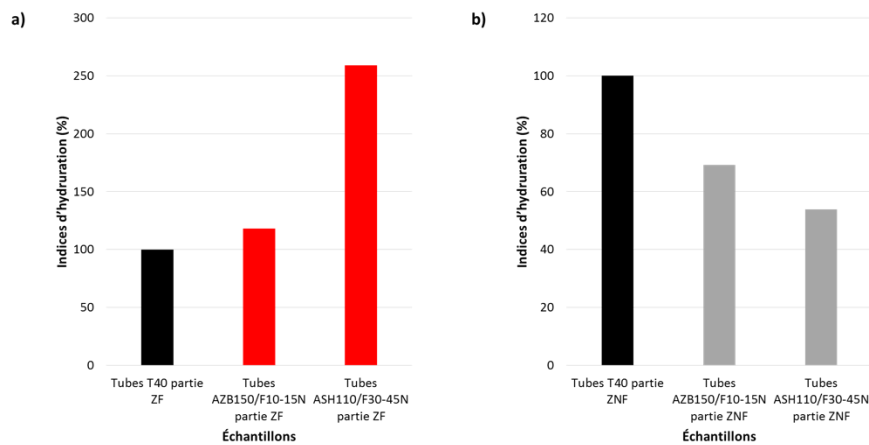 a)
300
250
200
150
100
50
0
Indices d'hydruration (%)
Tubes T40 partie
ZF
Tubes
AZB150/F10-15N
partie ZF
Tubes
ASH110/F30-45N
partie ZF
Échantillons
b)
120
100
80
60
40
20
0
Indices d'hydruration (%)
Tubes T40 partie
ZNF
Tubes
AZB150/F10-15N
partie ZNF
Tubes
ASH110/F30-45N
partie ZNF
Échantillons